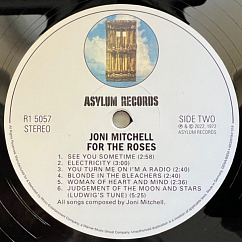 ASYLUM RECORDS
R1 5057
STEREO
SIDE TWO
℗ & © 2022, 1972
ASYLUM RECORDS
JONI MITCHELL
FOR THE ROSES
1. SEE YOU SOMETIME (2:58)
2. ELECTRICITY (3:00)
3. YOU TURN ME ON I'M A RADIO (2:40)
4. BLONDE IN THE BLEACHERS (2:40)
5. WOMAN OF HEART AND MIND (2:36)
6. JUDGEMENT OF THE MOON AND STARS
(LUDWIG'S TUNE) (5:25)
All songs composed by Joni Mitchell.